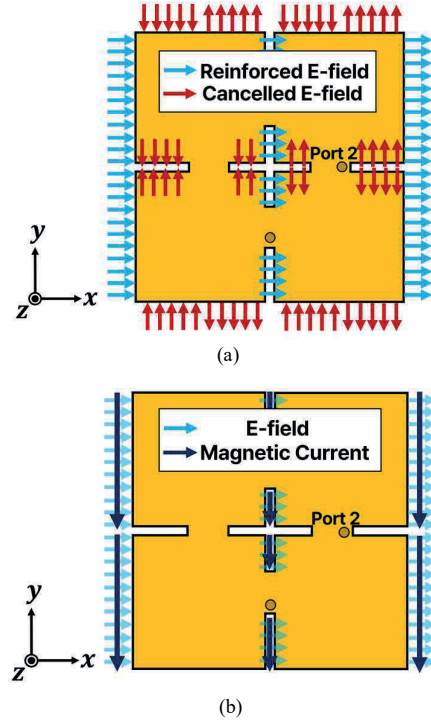 Reinforced E-field
Cancelled E-field
Port 2
y
z
x
(a)
E-field
Magnetic Current
Port 2
y
z
x
(b)